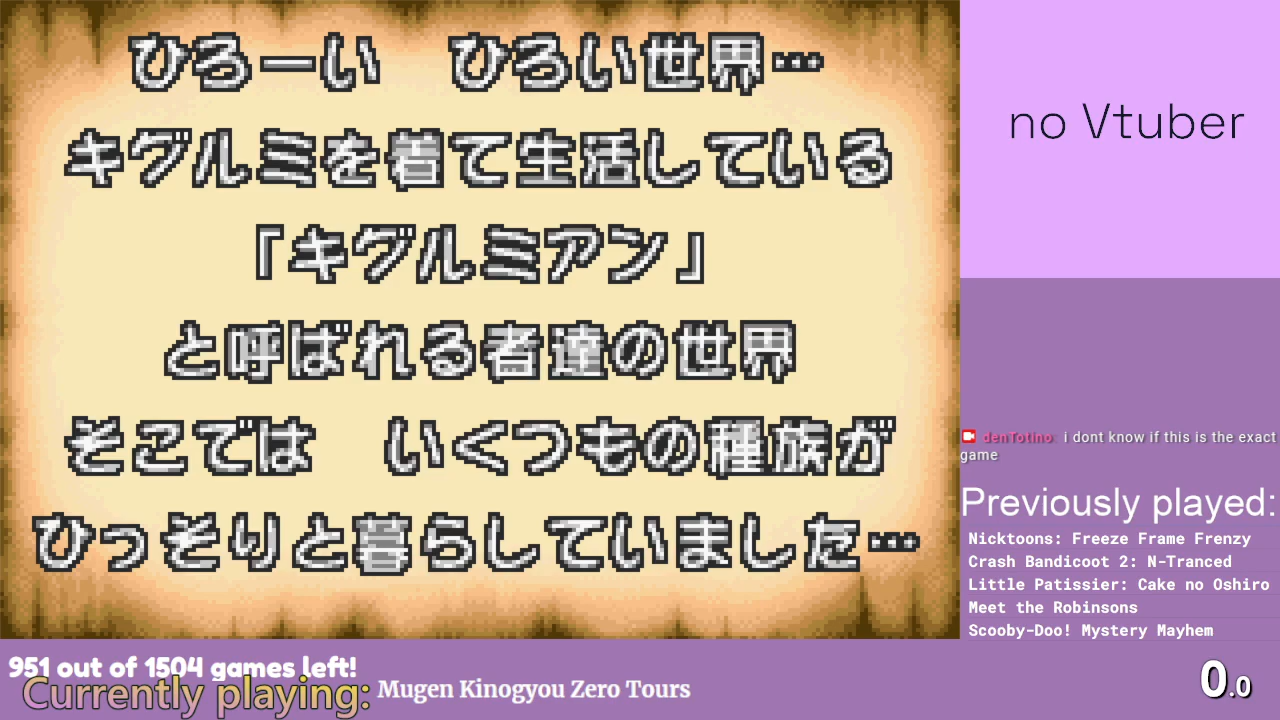 ひろーい　ひろい世界…
キグルミを着て生活している
「キグルミアン」
と呼ばれる者達の世界
そこでは　いくつもの種族が
ひっそりと暮らしていました…
no Vtuber
denTotino: i dont know if this is the exact
game
Previously played:
Nicktoons: Freeze Frame Frenzy
Crash Bandicoot 2: N-Tranced
Little Patissier: Cake no Oshiro
Meet the Robinsons
Scooby-Doo! Mystery Mayhem
951 out of 1504 games left!
Currently playing: Mugen Kinogyou Zero Tours
0.0